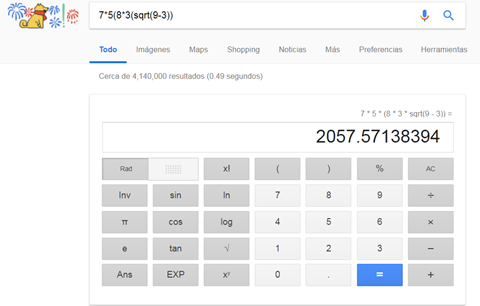 7*5(8*3(sqrt(9-3))
Todo Imágenes Maps Shopping Noticias Más Preferencias Herramientas
Cerca de 4,140,000 resultados (0.49 segundos)
7 * 5 * (8 * 3 * sqrt(9 - 3)) =
2057.57138394
Rad x! ( ) % AC
Inv sin ln 7 8 9 ÷
π cos log 4 5 6 ×
e tan √ 1 2 3 −
Ans EXP xʸ 0 . = +